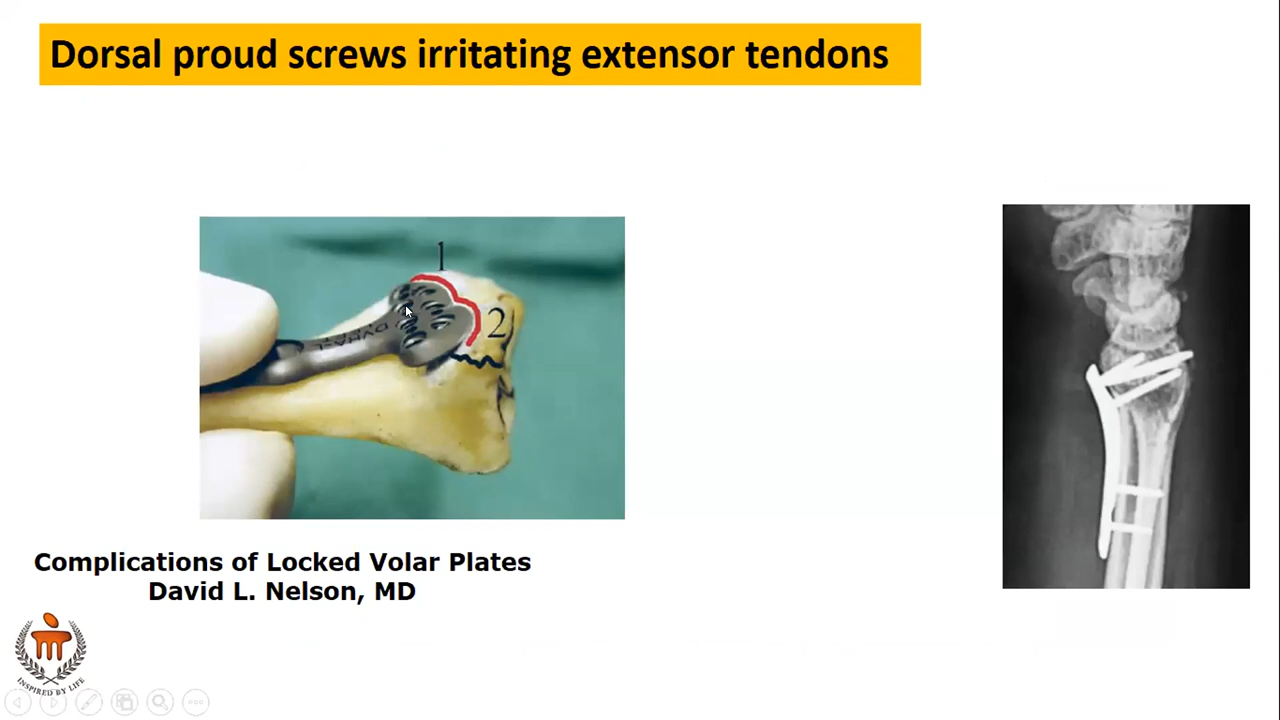 Dorsal proud screws irritating extensor tendons
1
2
Complications of Locked Volar Plates
David L. Nelson, MD
INSPIRED BY LIFE